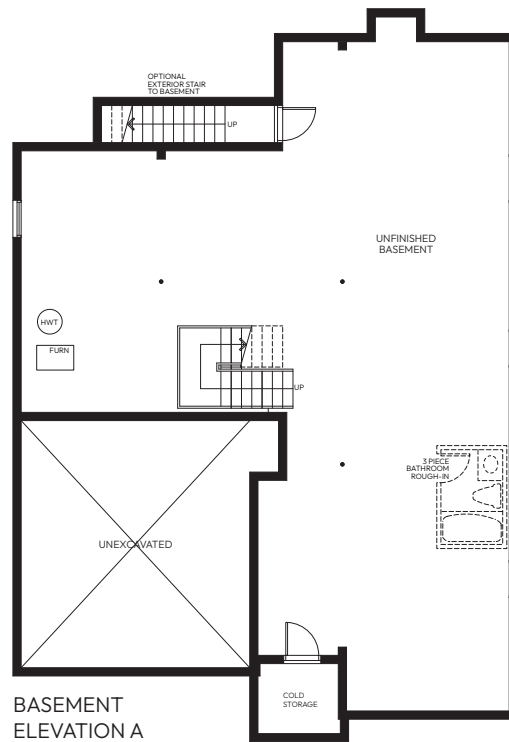 OPTIONAL
EXTERIOR STAIR
TO BASEMENT
UP
UNFINISHED
BASEMENT
HWT
FURN
UP
3 PIECE
BATHROOM
ROUGH-IN
UNEXCAVATED
COLD
STORAGE
BASEMENT
ELEVATION A